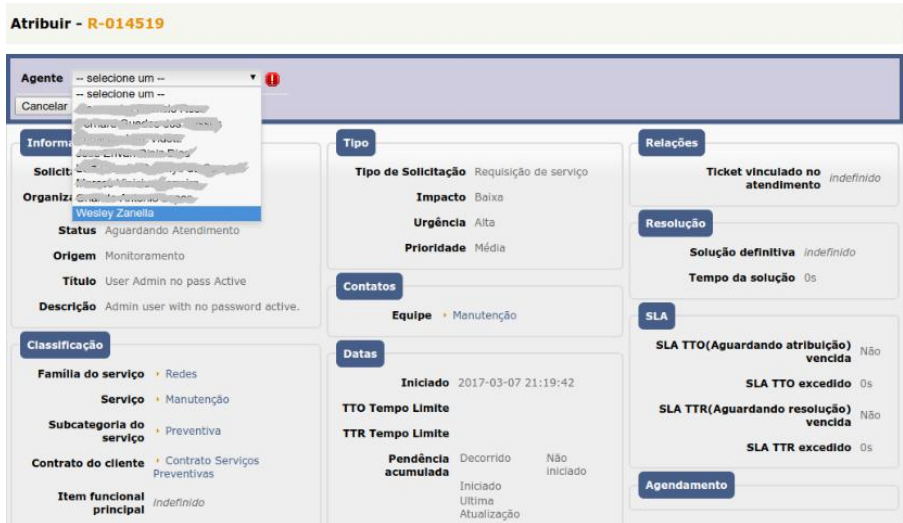 Atribuir - R-014519
Agente -- selecione um --
-- selecione um --
Cancelar
Wesley Zanella
Status Aguardando Atendimento
Origem Monitoramento
Título User Admin no pass Active
Descrição Admin user with no password active.
Classificação
Família do serviço Redes
Serviço Manutenção
Subcategoria do
serviço Preventiva
Contrato do cliente Contrato Serviços
Preventivas
Item funcional
principal indefinido
Tipo
Tipo de Solicitação Requisição de serviço
Impacto Baixa
Urgência Alta
Prioridade Média
Contatos
Equipe Manutenção
Datas
Iniciado 2017-03-07 21:19:42
TTO Tempo Limite
TTR Tempo Limite
Pendência
acumulada
Decorrido Não
iniciado
Iniciado
Ultima
Atualização
Relações
Ticket vinculado no
atendimento indefinido
Resolução
Solução definitiva indefinido
Tempo da solução 0s
SLA
SLA TTO(Aguardando atribuição)
vencida Não
SLA TTO excedido 0s
SLA TTR(Aguardando resolução)
vencida Não
SLA TTR excedido 0s
Agendamento